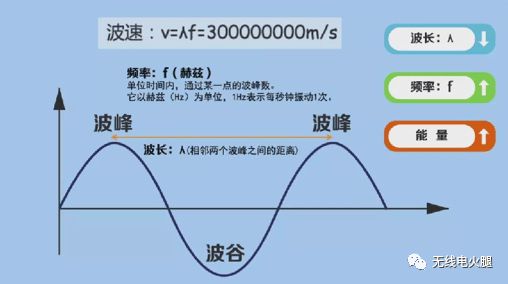 波速：v=λf=300000000m/s
波长：λ
频率：f（赫兹）
单位时间内，通过某一点的波峰数。
它以赫兹（Hz）为单位，1Hz表示每秒钟振动1次。
频率：f
波峰
波峰
能 量
波长：λ(相邻两个波峰之间的距离)
波谷
无线电火腿